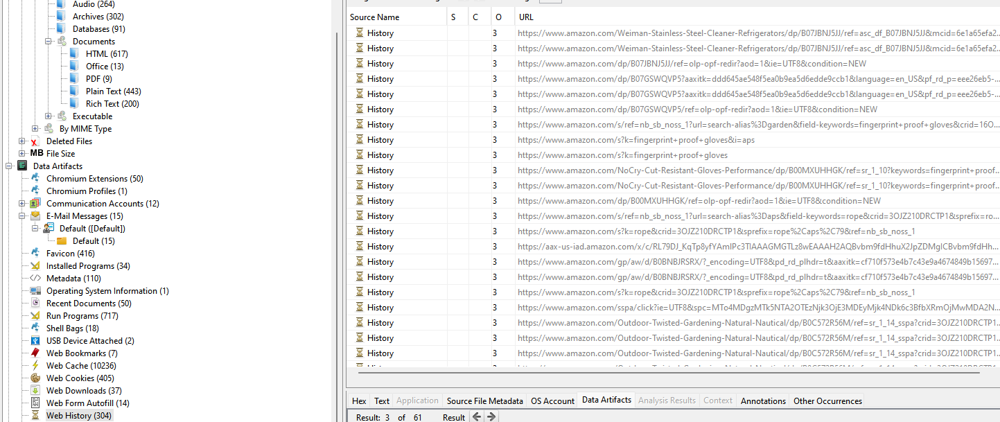 Audio (264)
Archives (302)
Databases (91)
Documents
HTML (617)
Office (13)
PDF (9)
Plain Text (443)
Rich Text (200)
Executable
By MIME Type
Deleted Files
MB File Size
Data Artifacts
Chromium Extensions (50)
Chromium Profiles (1)
Communication Accounts (12)
E-Mail Messages (15)
Default ([Default])
Default (15)
Favicon (416)
Installed Programs (34)
Metadata (110)
Operating System Information (1)
Recent Documents (50)
Run Programs (717)
Shell Bags (18)
USB Device Attached (2)
Web Bookmarks (7)
Web Cache (10236)
Web Cookies (405)
Web Downloads (37)
Web Form Autofill (14)
Web History (304)
Source Name S C O URL
History 3 https://www.amazon.com/Weiman-Stainless-Steel-Cleaner-Refrigerators/dp/B07JBNJ5JJ/ref=asc_df_B07JBNJ5JJ&mcid=6e1a65efa2...
History 3 https://www.amazon.com/Weiman-Stainless-Steel-Cleaner-Refrigerators/dp/B07JBNJ5JJ/ref=asc_df_B07JBNJ5JJ&mcid=6e1a65efa2...
History 3 https://www.amazon.com/dp/B07JBNJ5JJ/ref=olp-opf-redir?aod=1&ie=UTF8&condition=NEW
History 3 https://www.amazon.com/dp/B07GSWQVP5?aaxitk=ddd645ae548f5ea0b9ea5d6edde9ccb1&language=en_US&pf_rd_p=eee26eb5-...
History 3 https://www.amazon.com/dp/B07GSWQVP5?aaxitk=ddd645ae548f5ea0b9ea5d6edde9ccb1&language=en_US&pf_rd_p=eee26eb5-...
History 3 https://www.amazon.com/dp/B07GSWQVP5/ref=olp-opf-redir?aod=1&ie=UTF8&condition=NEW
History 3 https://www.amazon.com/s/ref=nb_sb_noss_1?url=search-alias%3Dgarden&field-keywords=fingerprint+proof+gloves&crid=16O...
History 3 https://www.amazon.com/s?k=fingerprint+proof+gloves&i=aps
History 3 https://www.amazon.com/s?k=fingerprint+proof+gloves
History 3 https://www.amazon.com/NoCry-Cut-Resistant-Gloves-Performance/dp/B00MXUHHGK/ref=sr_1_10?keywords=fingerprint+proof...
History 3 https://www.amazon.com/NoCry-Cut-Resistant-Gloves-Performance/dp/B00MXUHHGK/ref=sr_1_10?keywords=fingerprint+proof...
History 3 https://www.amazon.com/dp/B00MXUHHGK/ref=olp-opf-redir?aod=1&ie=UTF8&condition=NEW
History 3 https://www.amazon.com/s/ref=nb_sb_noss_1?url=search-alias%3Daps&field-keywords=rope&crid=3OJZ210DRCTP1&sprefix=ro...
History 3 https://www.amazon.com/s?k=rope&crid=3OJZ210DRCTP1&sprefix=rope%2Caps%2C79&ref=nb_sb_noss_1
History 3 https://aax-us-iad.amazon.com/x/c/RL79DJ_KqTp8yfYAmlPc3TlAAAGMGTLz8wEAAAH2AQBvbm9fdHhuX2JpZDMgICBvbm9fdHh...
History 3 https://www.amazon.com/gp/aw/d/B0BNBJRSRX/?_encoding=UTF8&pd_rd_plhdr=t&aaxitk=cf710f573e4b7c43e9a4674849b15697...
History 3 https://www.amazon.com/gp/aw/d/B0BNBJRSRX/?_encoding=UTF8&pd_rd_plhdr=t&aaxitk=cf710f573e4b7c43e9a4674849b15697...
History 3 https://www.amazon.com/s?k=rope&crid=3OJZ210DRCTP1&sprefix=rope%2Caps%2C79&ref=nb_sb_noss_1
History 3 https://www.amazon.com/sspa/click?ie=UTF8&spc=MTo4MDgzMTk5NTA2OTEzNjk3OjE3MDEyMjk4NDk6c3BfbXRmOjMwMDA2N...
History 3 https://www.amazon.com/Outdoor-Twisted-Gardening-Natural-Nautical/dp/B0C572R56M/ref=sr_1_14_sspa?crid=3OJZ210DRCTP1...
History 3 https://www.amazon.com/Outdoor-Twisted-Gardening-Natural-Nautical/dp/B0C572R56M/ref=sr_1_14_sspa?crid=3OJZ210DRCTP1...
History 3 https://www.amazon.com/Outdoor-Twisted-Gardening-Natural-Nautical/dp/B0C572R56M/ref=sr_1_14_sspa?crid=3OJZ210DRCTP1...
Hex Text Application Source File Metadata OS Account Data Artifacts Analysis Results Context Annotations Other Occurrences
Result: 3 of 61 Result